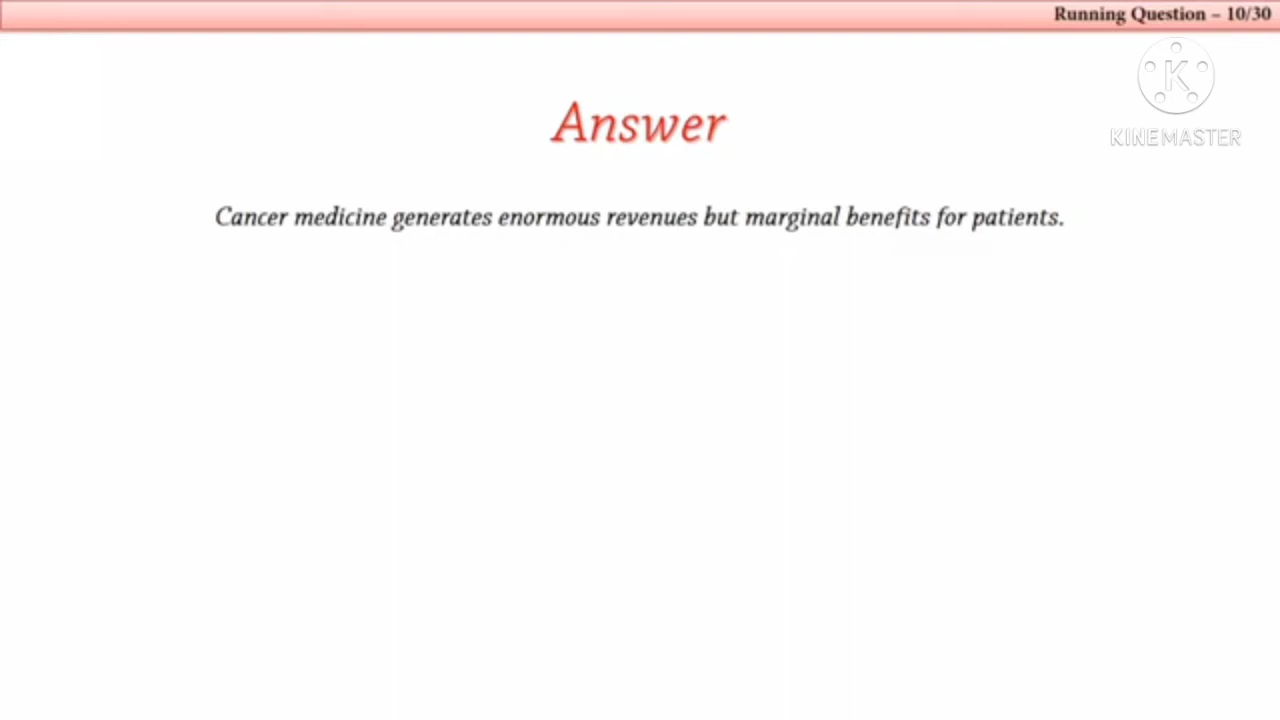 Running Question – 10/30
K
KINEMASTER
Answer
Cancer medicine generates enormous revenues but marginal benefits for patients.